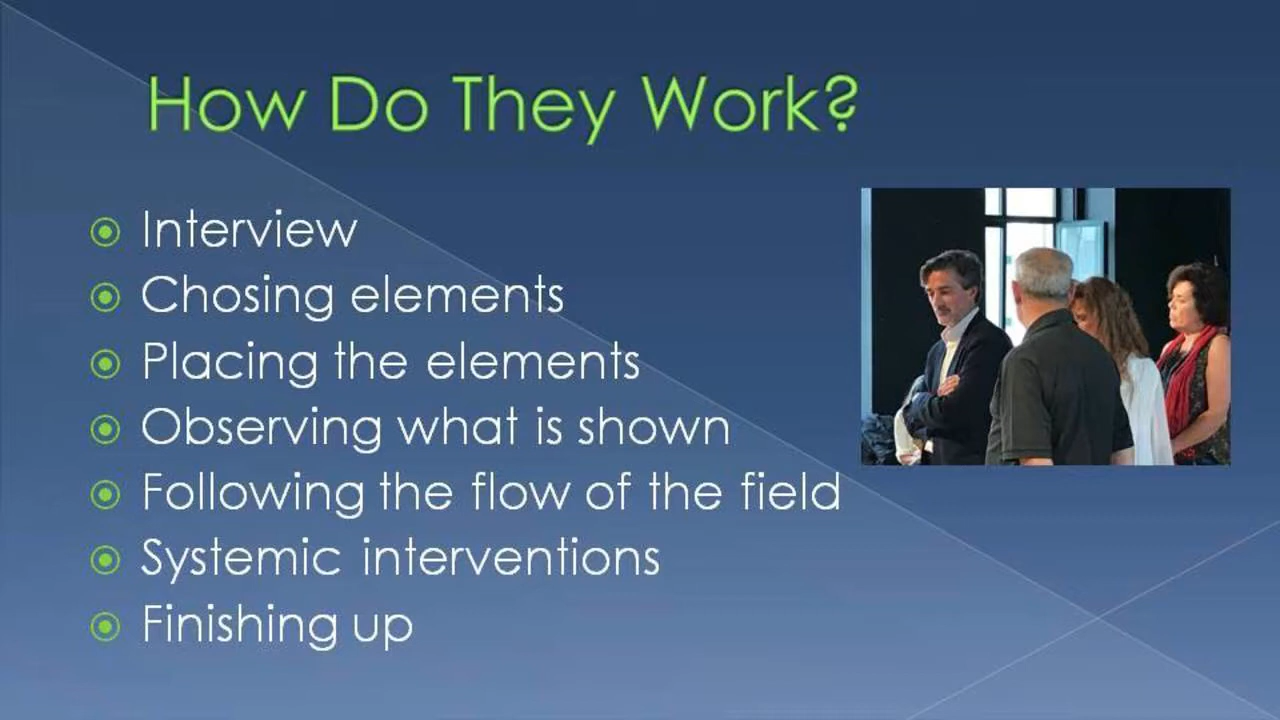 How Do They Work?
Interview
Chosing elements
Placing the elements
Observing what is shown
Following the flow of the field
Systemic interventions
Finishing up